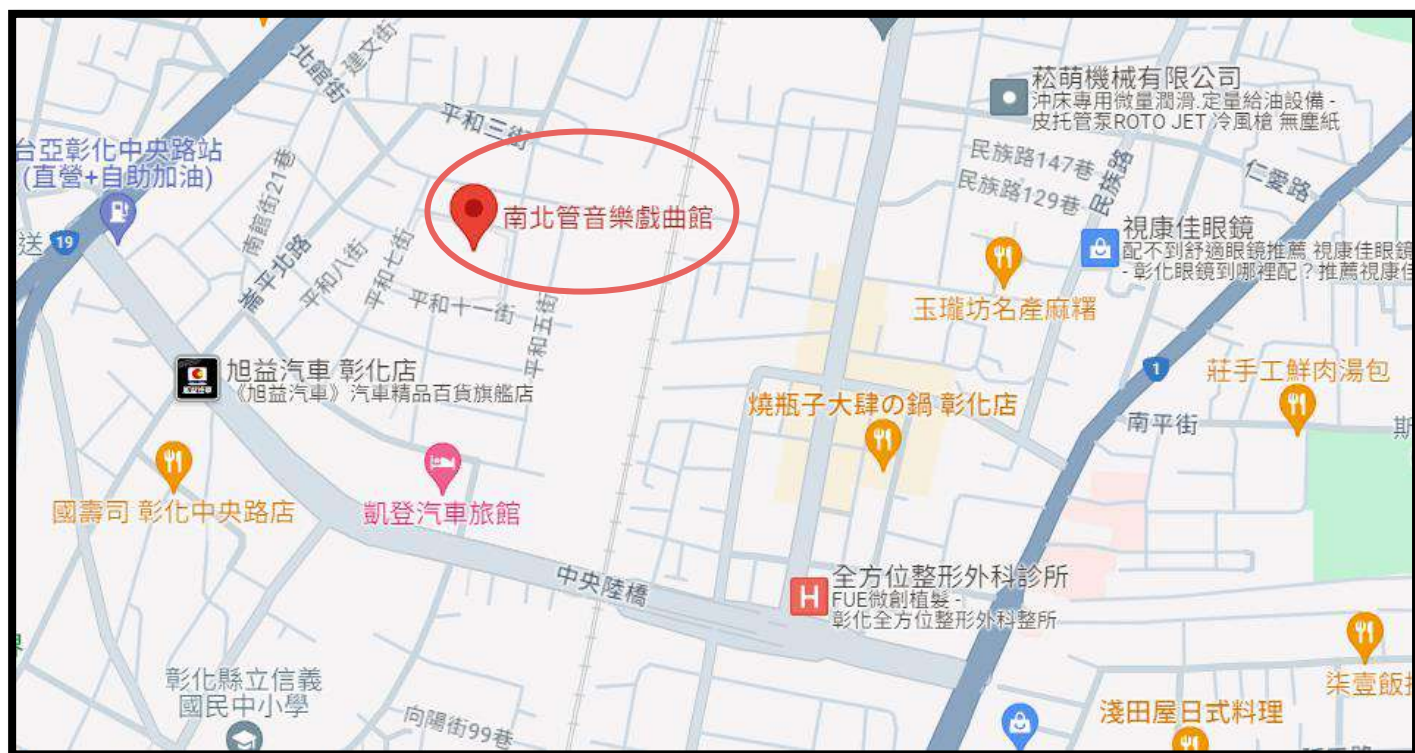 建文街
北館街
菘萌機械有限公司
沖床專用微量潤滑.定量給油設備 -
皮托管泵ROTO JET 冷風槍 無塵紙
平和三街
台亞彰化中央路站
(直營+自助加油)
民族路147巷
民族路
仁愛路
民族路129巷
南館街21巷
南北管音樂戲曲館
送
19
視康佳眼鏡
配不到舒適眼鏡推薦 視康佳眼鏡
- 彰化眼鏡到哪裡配？推薦視康佳
平和七街
平和八街
平和十一街
平和五街
玉瓏坊名產麻糬
旭益汽車 彰化店
《旭益汽車》汽車精品百貨旗艦店
1
莊手工鮮肉湯包
燒瓶子大肆の鍋 彰化店
南平街
斯
國壽司 彰化中央路店
凱登汽車旅館
中央陸橋
H
全方位整形外科診所
FUE微創植髮 -
彰化全方位整形外科整所
彰化縣立信義
國民中小學
柒壹飯
向陽街99巷
淺田屋日式料理